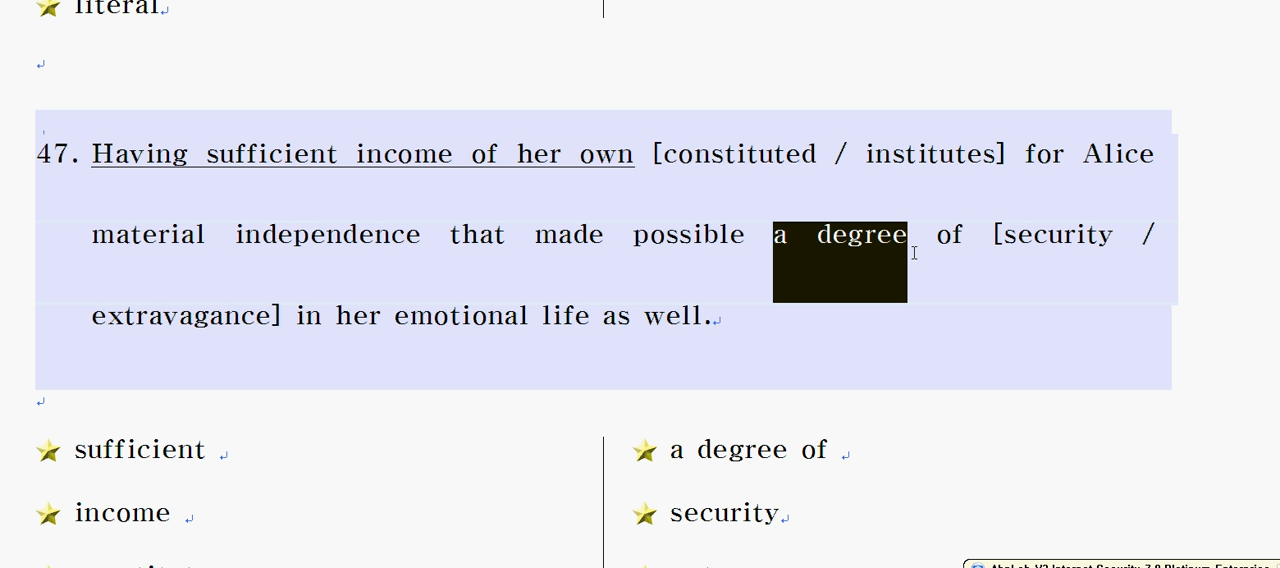 literal
47. Having sufficient income of her own [constituted / institutes] for Alice
material independence that made possible a degree of [security /
extravagance] in her emotional life as well.
sufficient
a degree of
income
security